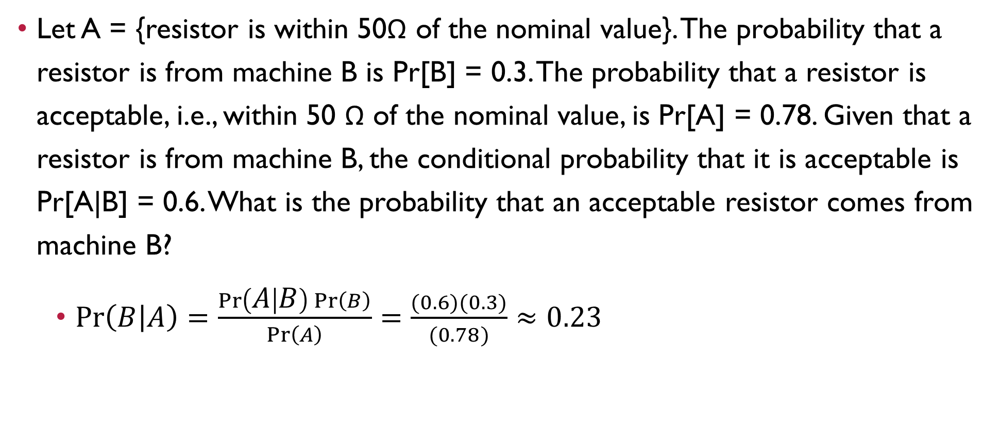 • Let A = {resistor is within 50Ω of the nominal value}. The probability that a
resistor is from machine B is Pr[B] = 0.3. The probability that a resistor is
acceptable, i.e., within 50 Ω of the nominal value, is Pr[A] = 0.78. Given that a
resistor is from machine B, the conditional probability that it is acceptable is
Pr[A|B] = 0.6. What is the probability that an acceptable resistor comes from
machine B?
• Pr(B|A) = \frac{Pr(A|B) Pr(B)}{Pr(A)} = \frac{(0.6)(0.3)}{(0.78)} ≈ 0.23